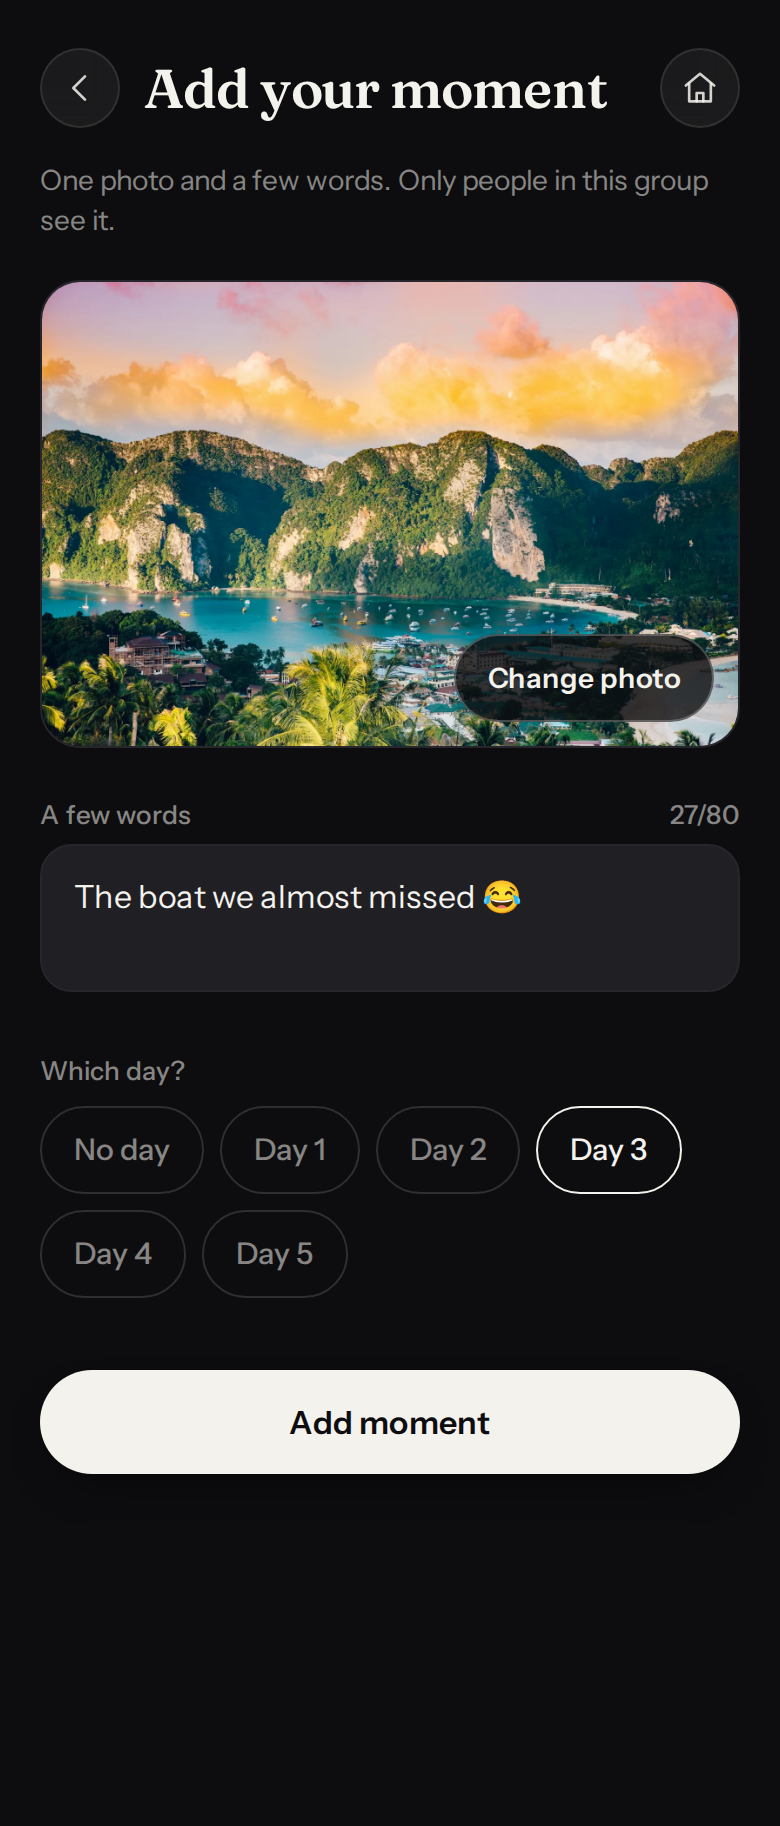 Add your moment
One photo and a few words. Only people in this group
see it.
Change photo
A few words
27/80
The boat we almost missed 😂
Which day?
No day
Day 1
Day 2
Day 3
Day 4
Day 5
Add moment